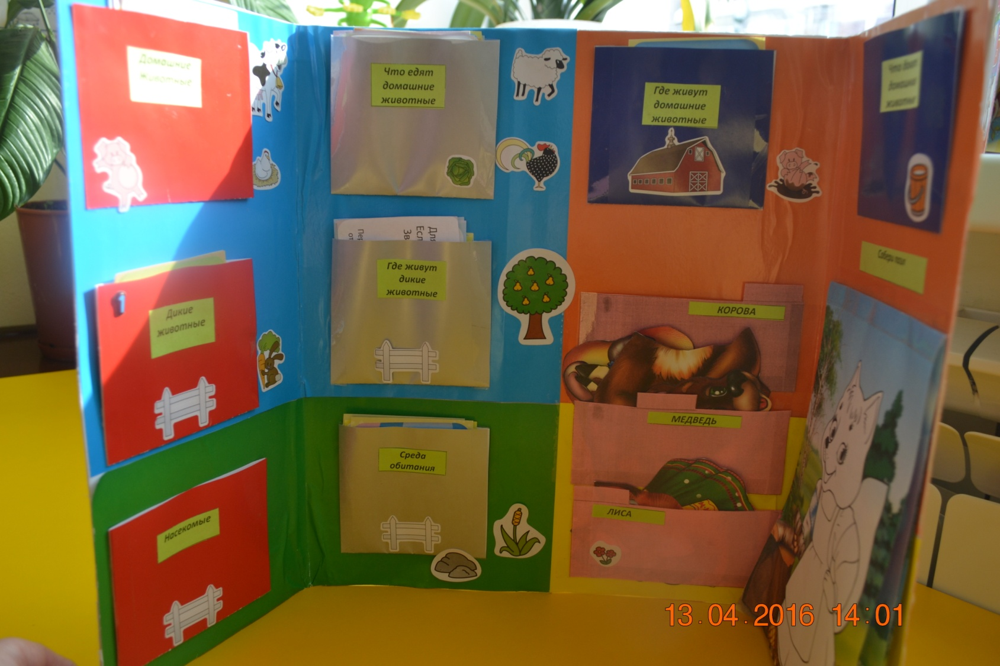 Домашние
животные
Что едят
домашние
животные
Где живут
домашние
животные
Что дают
домашние
животные
Для
Есл
Зв
Пер
от
1
Дикие
животные
Где живут
дикие
животные
Собери пазл
КОРОВА
МЕДВЕДЬ
Среда
обитания
ЛИСА
Насекомые
13.04.2016 14:01